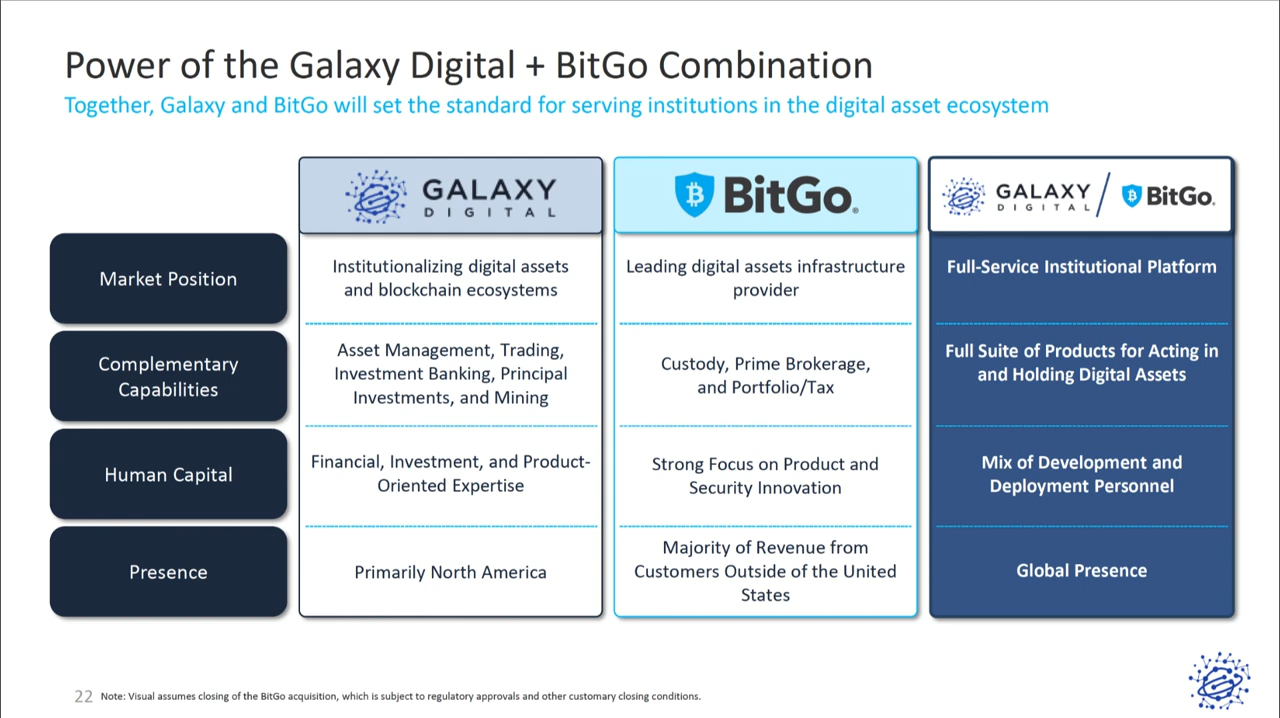 Power of the Galaxy Digital + BitGo Combination
Together, Galaxy and BitGo will set the standard for serving institutions in the digital asset ecosystem
GALAXY
DIGITAL
BitGo.
GALAXY
DIGITAL
BitGo.
Market Position
Institutionalizing digital assets
and blockchain ecosystems
Leading digital assets infrastructure
provider
Full-Service Institutional Platform
Complementary
Capabilities
Asset Management, Trading,
Investment Banking, Principal
Investments, and Mining
Custody, Prime Brokerage,
and Portfolio/Tax
Full Suite of Products for Acting in
and Holding Digital Assets
Human Capital
Financial, Investment, and Product-
Oriented Expertise
Strong Focus on Product and
Security Innovation
Mix of Development and
Deployment Personnel
Presence
Primarily North America
Majority of Revenue from
Customers Outside of the United
States
Global Presence
22 Note: Visual assumes closing of the BitGo acquisition, which is subject to regulatory approvals and other customary closing conditions.